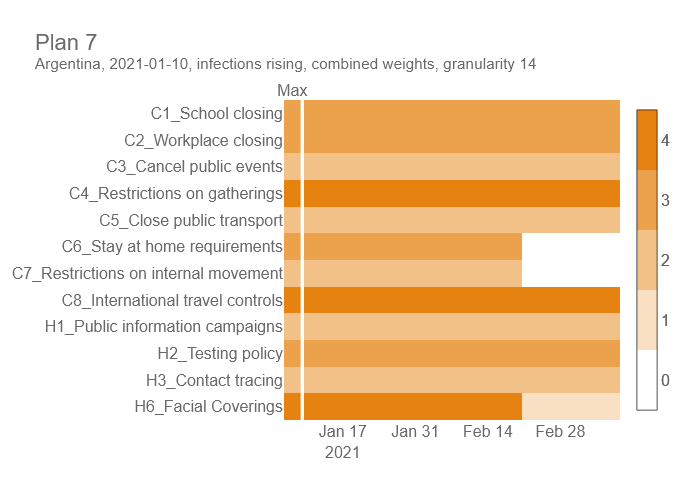 Plan 7
Argentina, 2021-01-10, infections rising, combined weights, granularity 14
Max
C1_School closing
C2_Workplace closing
C3_Cancel public events
C4_Restrictions on gatherings
C5_Close public transport
C6_Stay at home requirements
C7_Restrictions on internal movement
C8_International travel controls
H1_Public information campaigns
H2_Testing policy
H3_Contact tracing
H6_Facial Coverings
Jan 17 Jan 31 Feb 14 Feb 28
2021
4
3
2
1
0